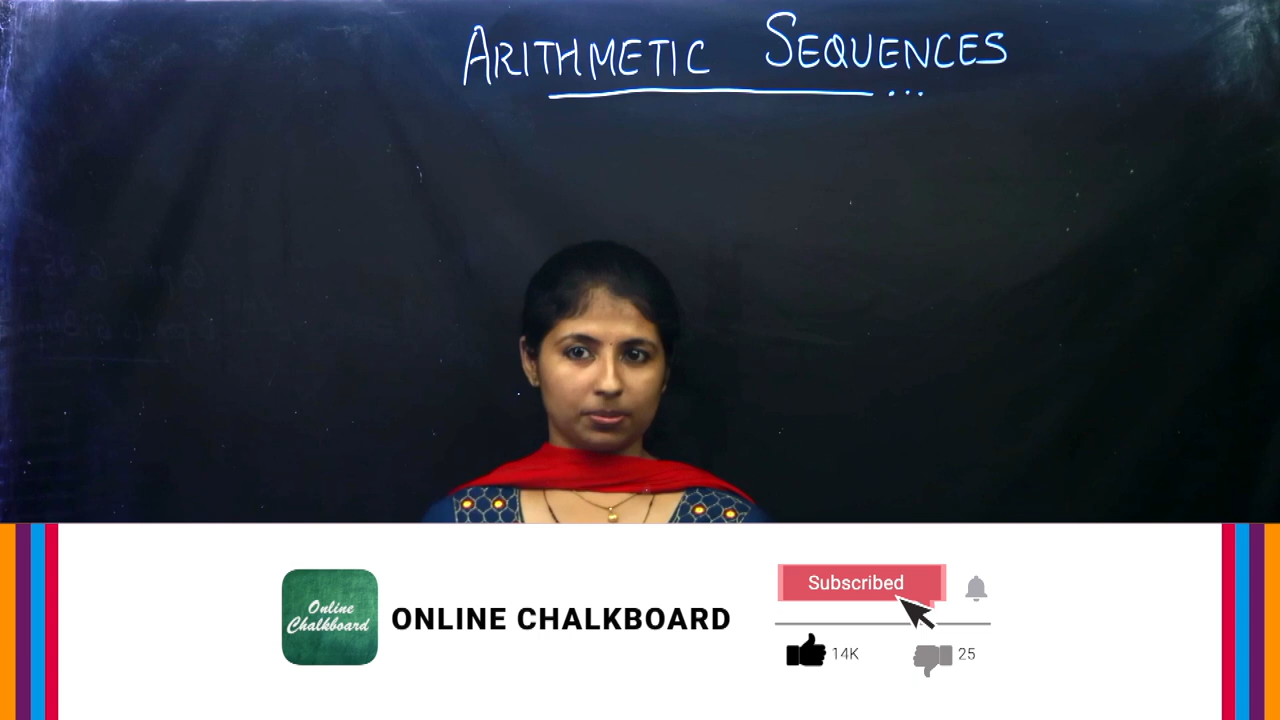 ARITHMETIC SEQUENCES...
Online
Chalkboard
ONLINE CHALKBOARD
Subscribed
14K
25